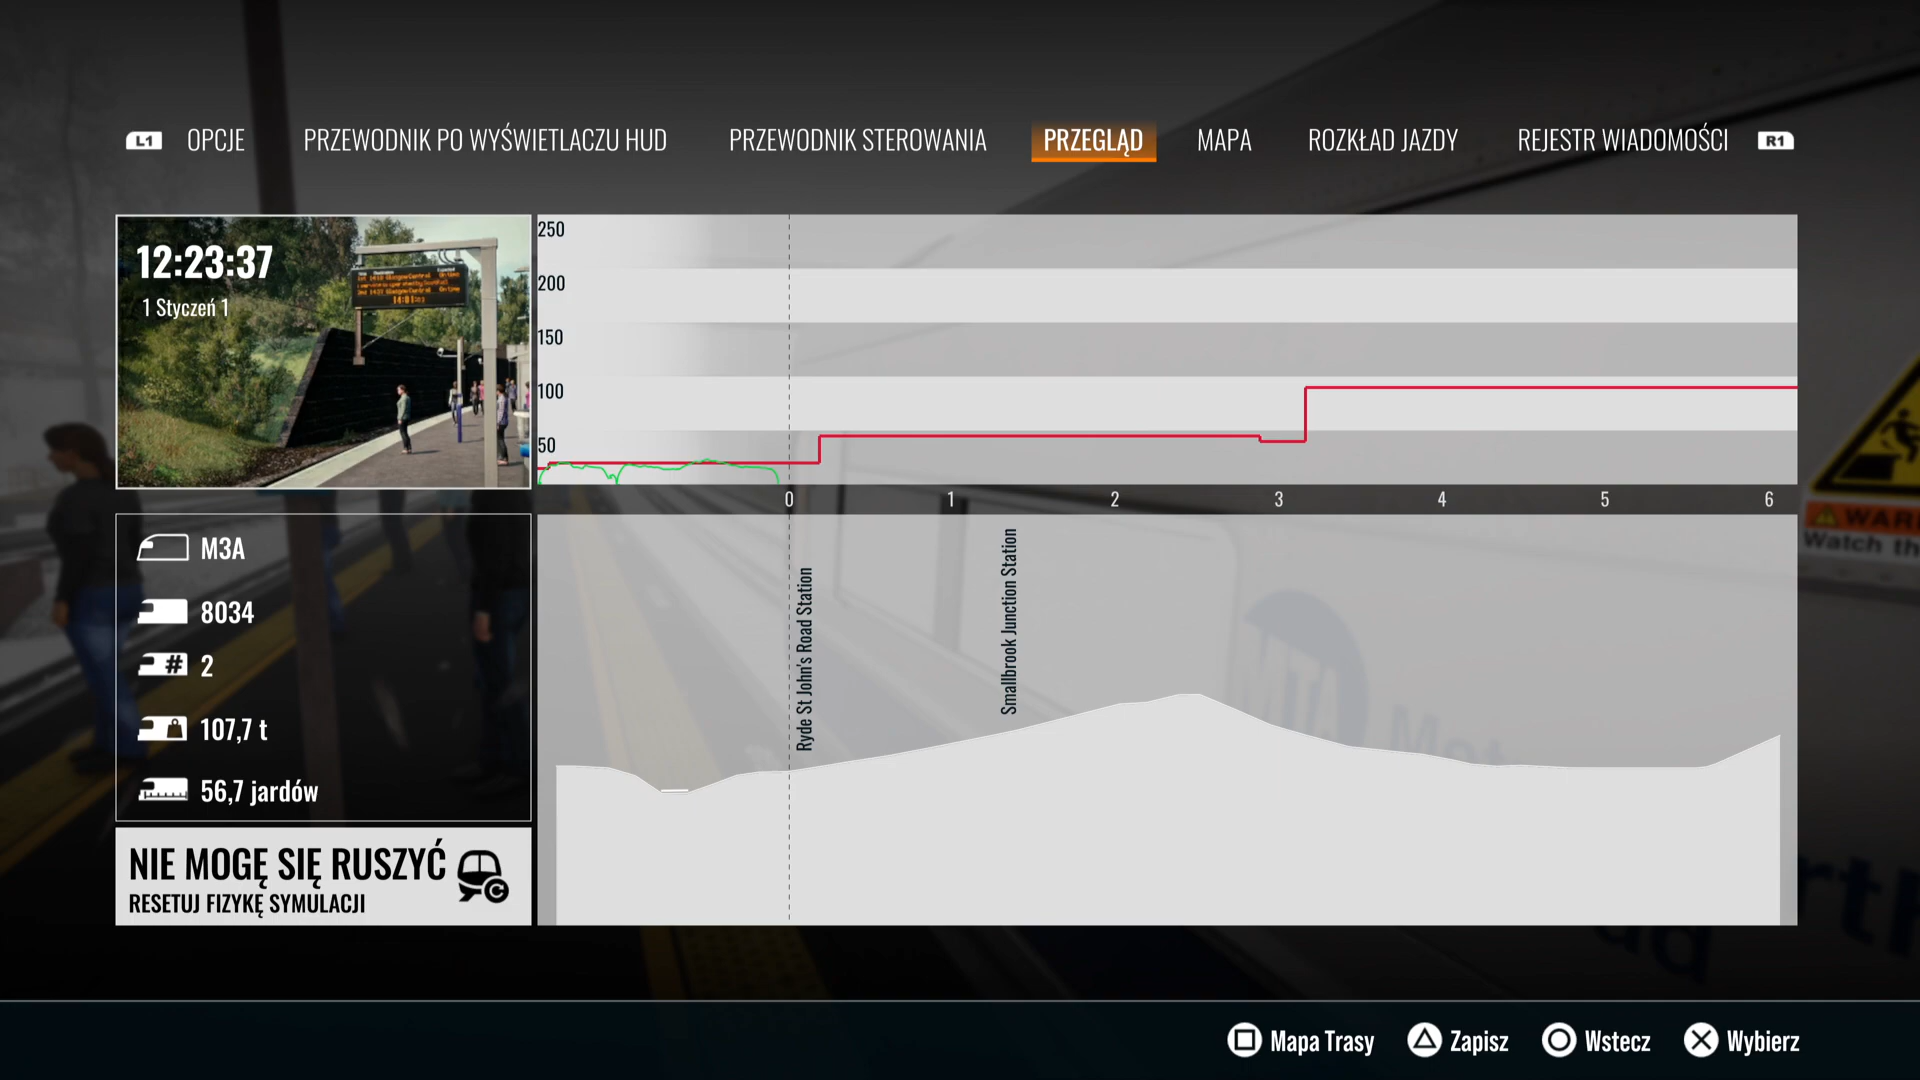 L1 OPCJE PRZEWODNIK PO WYŚWIETLACZU HUD PRZEWODNIK STEROWANIA PRZEGLĄD MAPA ROZKŁAD JAZDY REJESTR WIADOMOŚCI R1
12:23:37
1 Styczeń 1
250
200
150
100
50
0 1 2 3 4 5 6
Ryde St John's Road Station
Smallbrook Junction Station
M3A
8034
# 2
107,7 t
56,7 jardów
NIE MOGĘ SIĘ RUSZYĆ
RESETUJ FIZYKĘ SYMULACJI
MTA
Watch th
Mapa Trasy Zapisz Wstecz Wybierz